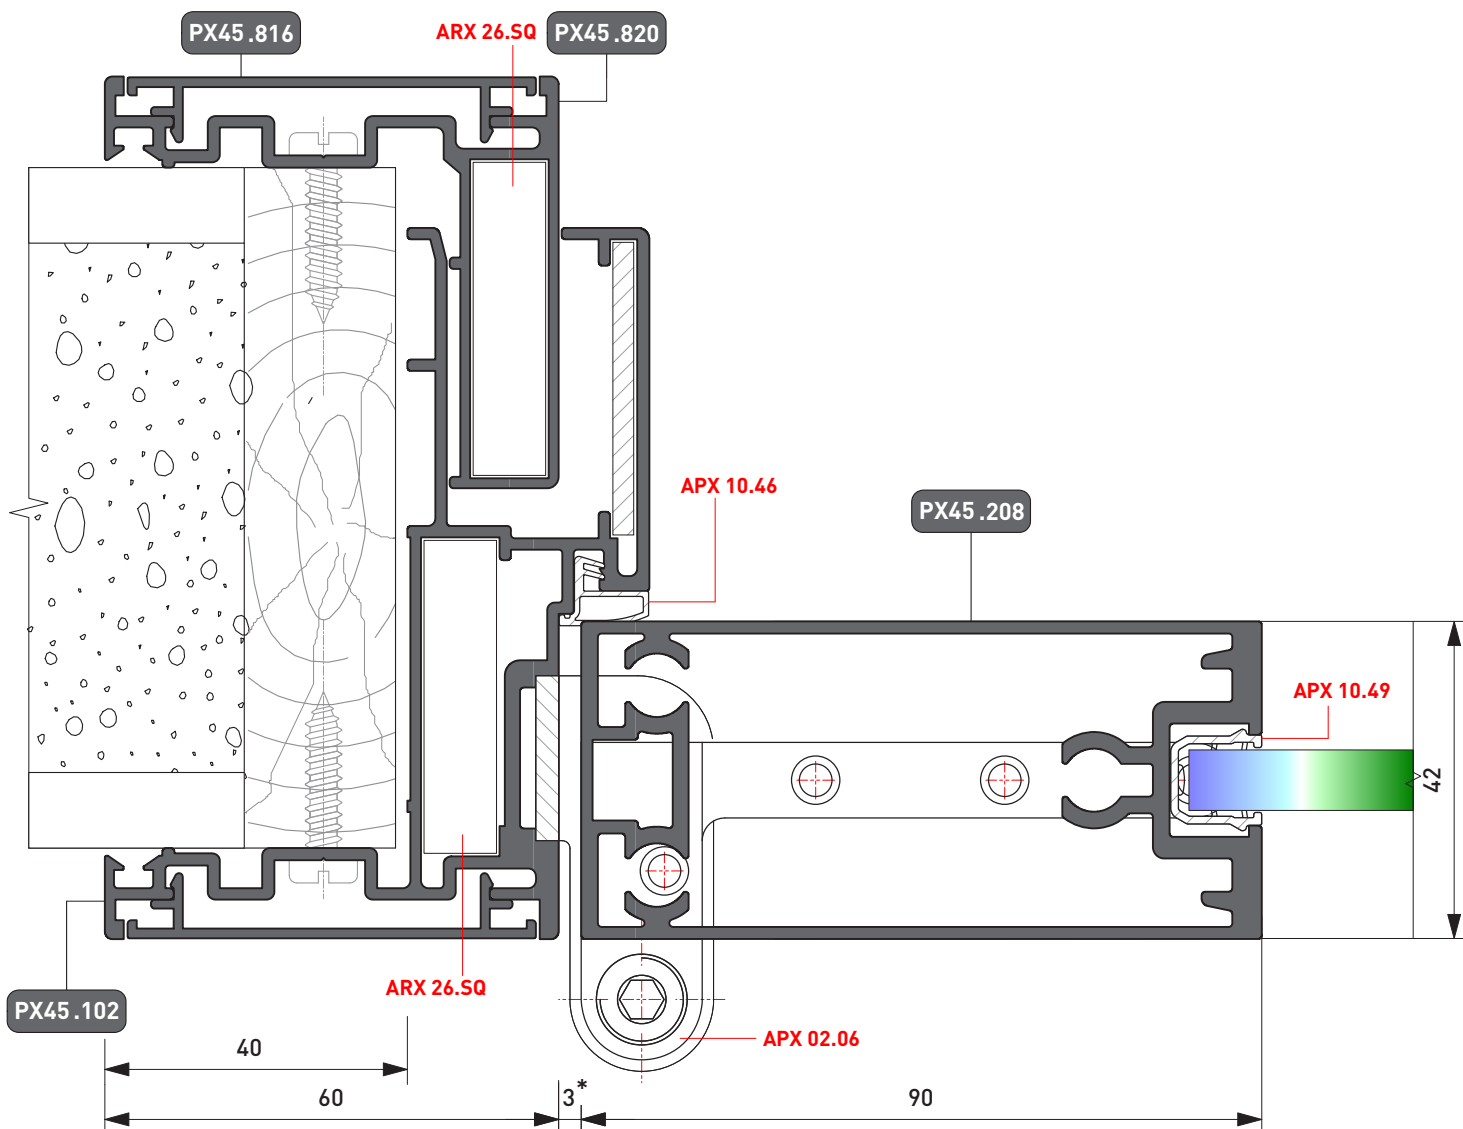 PX45.816
ARX 26.SQ
PX45.820
APX 10.46
PX45.208
APX 10.49
42
ARX 26.SQ
PX45.102
APX 02.06
40
60
3*
90